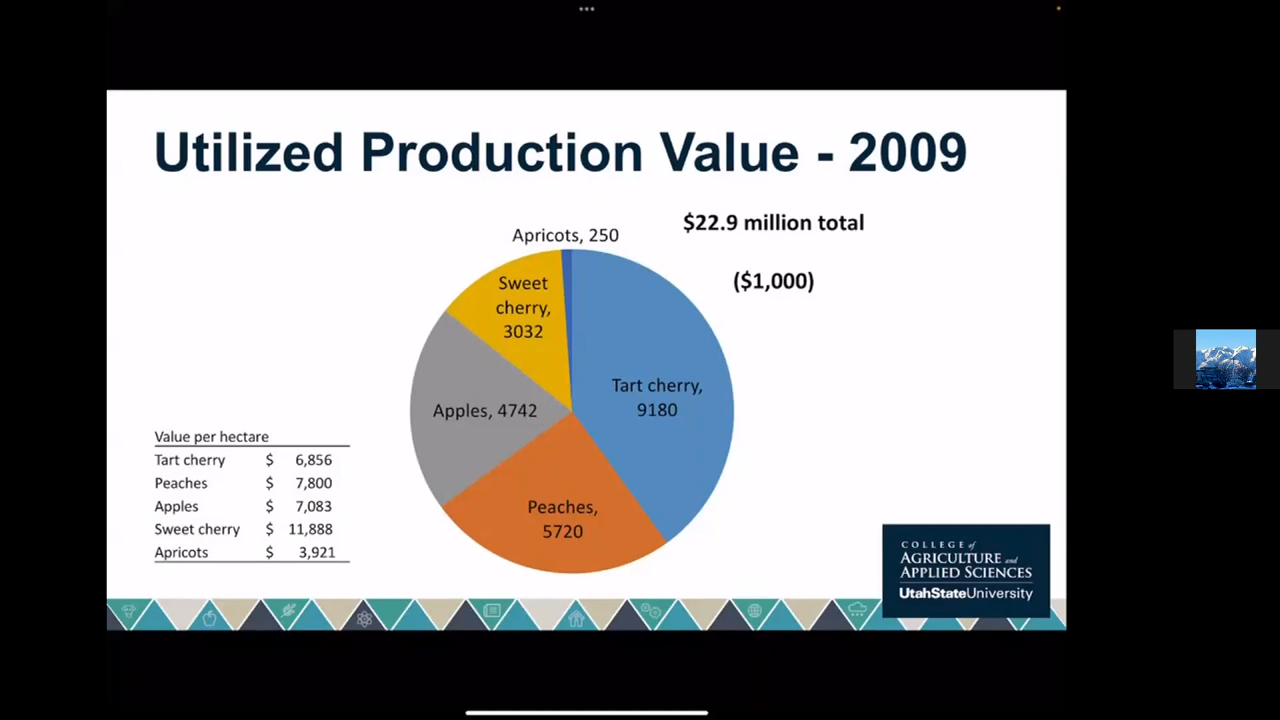 Utilized Production Value - 2009
$22.9 million total
($1,000)
Apricots, 250
Sweet
cherry,
3032
Tart cherry,
9180
Apples, 4742
Peaches,
5720
Value per hectare
Tart cherry $ 6,856
Peaches $ 7,800
Apples $ 7,083
Sweet cherry $ 11,888
Apricots $ 3,921
COLLEGE of
AGRICULTURE and
APPLIED SCIENCES
UtahStateUniversity